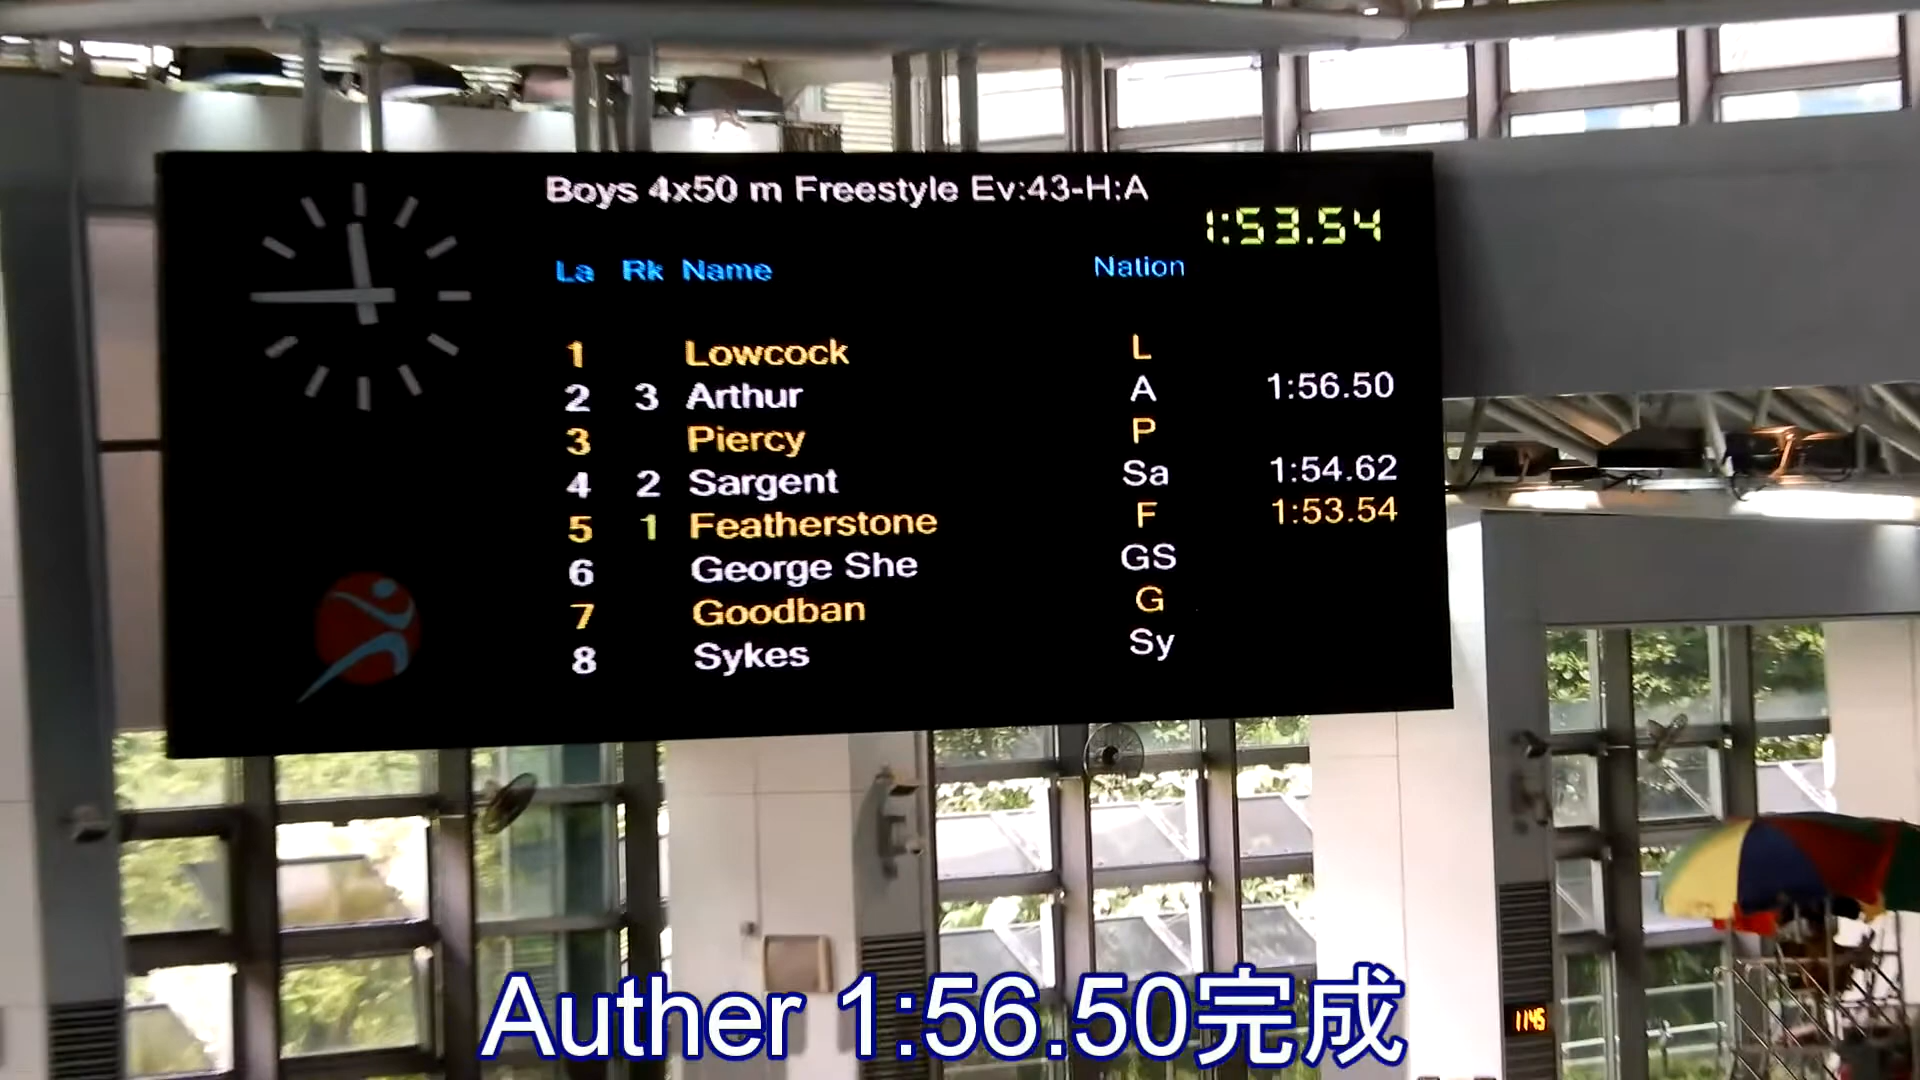 Boys 4x50 m Freestyle Ev:43-H:A
1:53.54
La Rk Name Nation
1 Lowcock L
2 3 Arthur A 1:56.50
3 Piercy P
4 2 Sargent Sa 1:54.62
5 1 Featherstone F 1:53.54
6 George She GS
7 Goodban G
8 Sykes Sy
1145
Auther 1:56.50完成